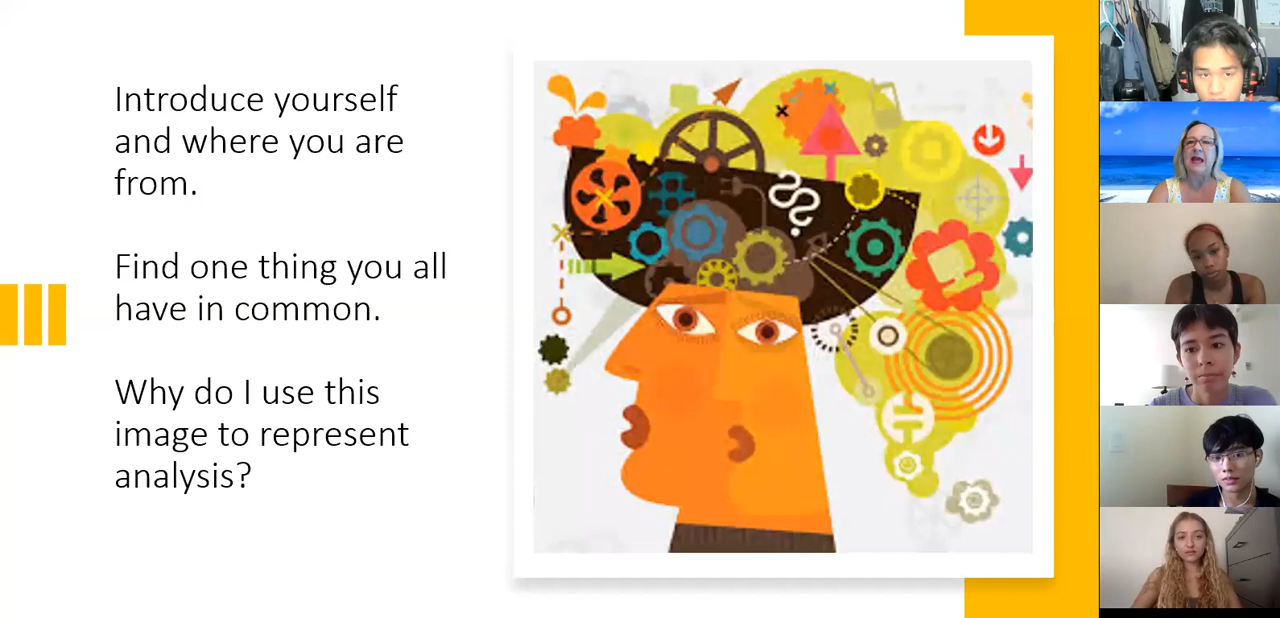 Introduce yourself
and where you are
from.
Find one thing you all
have in common.
Why do I use this
image to represent
analysis?